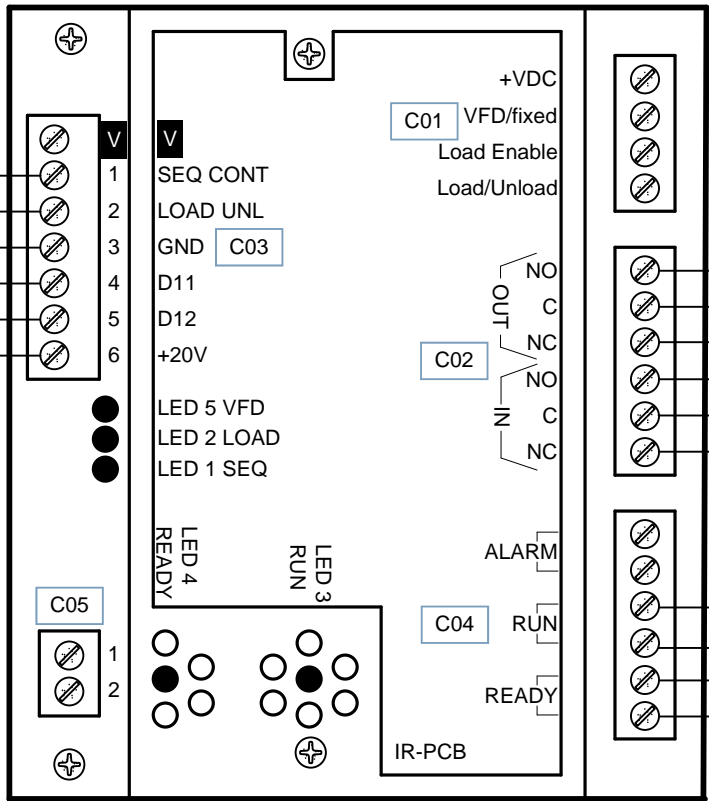 V
1
2
3
4
5
6
V
SEQ CONT
LOAD UNL
GND
C03
D11
D12
+20V
LED 5 VFD
LED 2 LOAD
LED 1 SEQ
+VDC
C01
VFD/fixed
Load Enable
Load/Unload
NO
C
NC
OUT
C02
NO
C
NC
IN
LED 4
READY
LED 3
RUN
ALARM
C04
RUN
READY
C05
1
2
IR-PCB